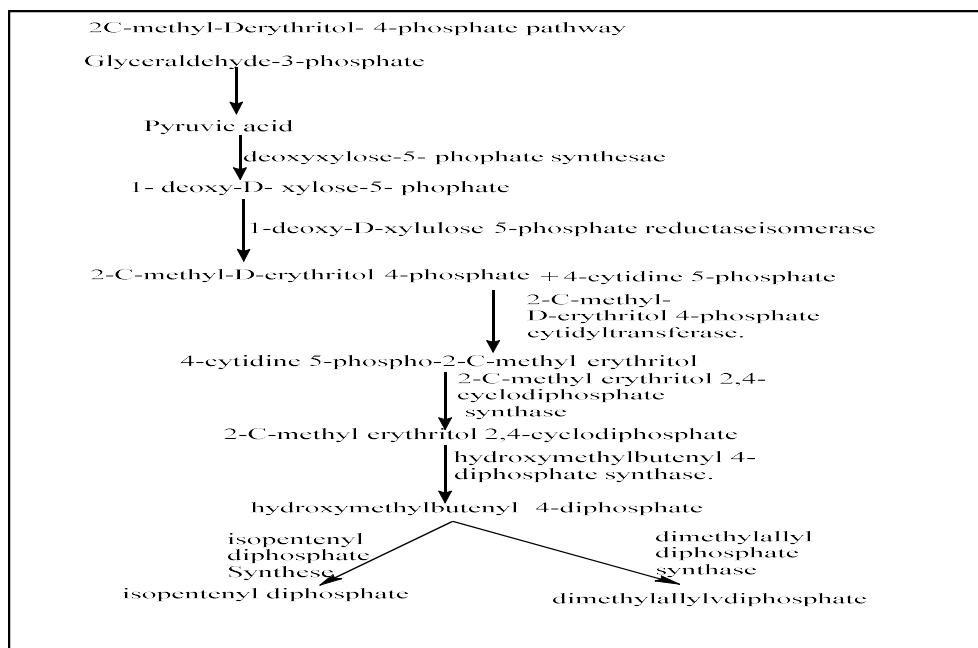 2C-methyl-Derythritol- 4-phosphate pathway
Glyceraldehyde-3-phosphate
Pyruvic acid
deoxyxylose-5- phophate synthesae
1- deoxy-D- xylose-5- phophate
1-deoxy-D-xylulose 5-phosphate reductaseisomerase
2-C-methyl-D-erythritol 4-phosphate +4-cytidine 5-phosphate
2-C-methyl-
D-erythritol 4-phosphate
cytidyltransferase.
4-cytidine 5-phospho-2-C-methyl erythritol
2-C-methyl erythritol 2,4-
cyclodiphosphate
synthase
2-C-methyl erythritol 2,4-cyclodiphosphate
hydroxymethylbutenyl 4-
diphosphate synthase.
hydroxymethylbutenyl 4-diphosphate
isopentenyl
diphosphate
Synthese
isopentenyl diphosphate
dimethylallyl
diphosphate
synthase
dimethylallylvdiphosphate